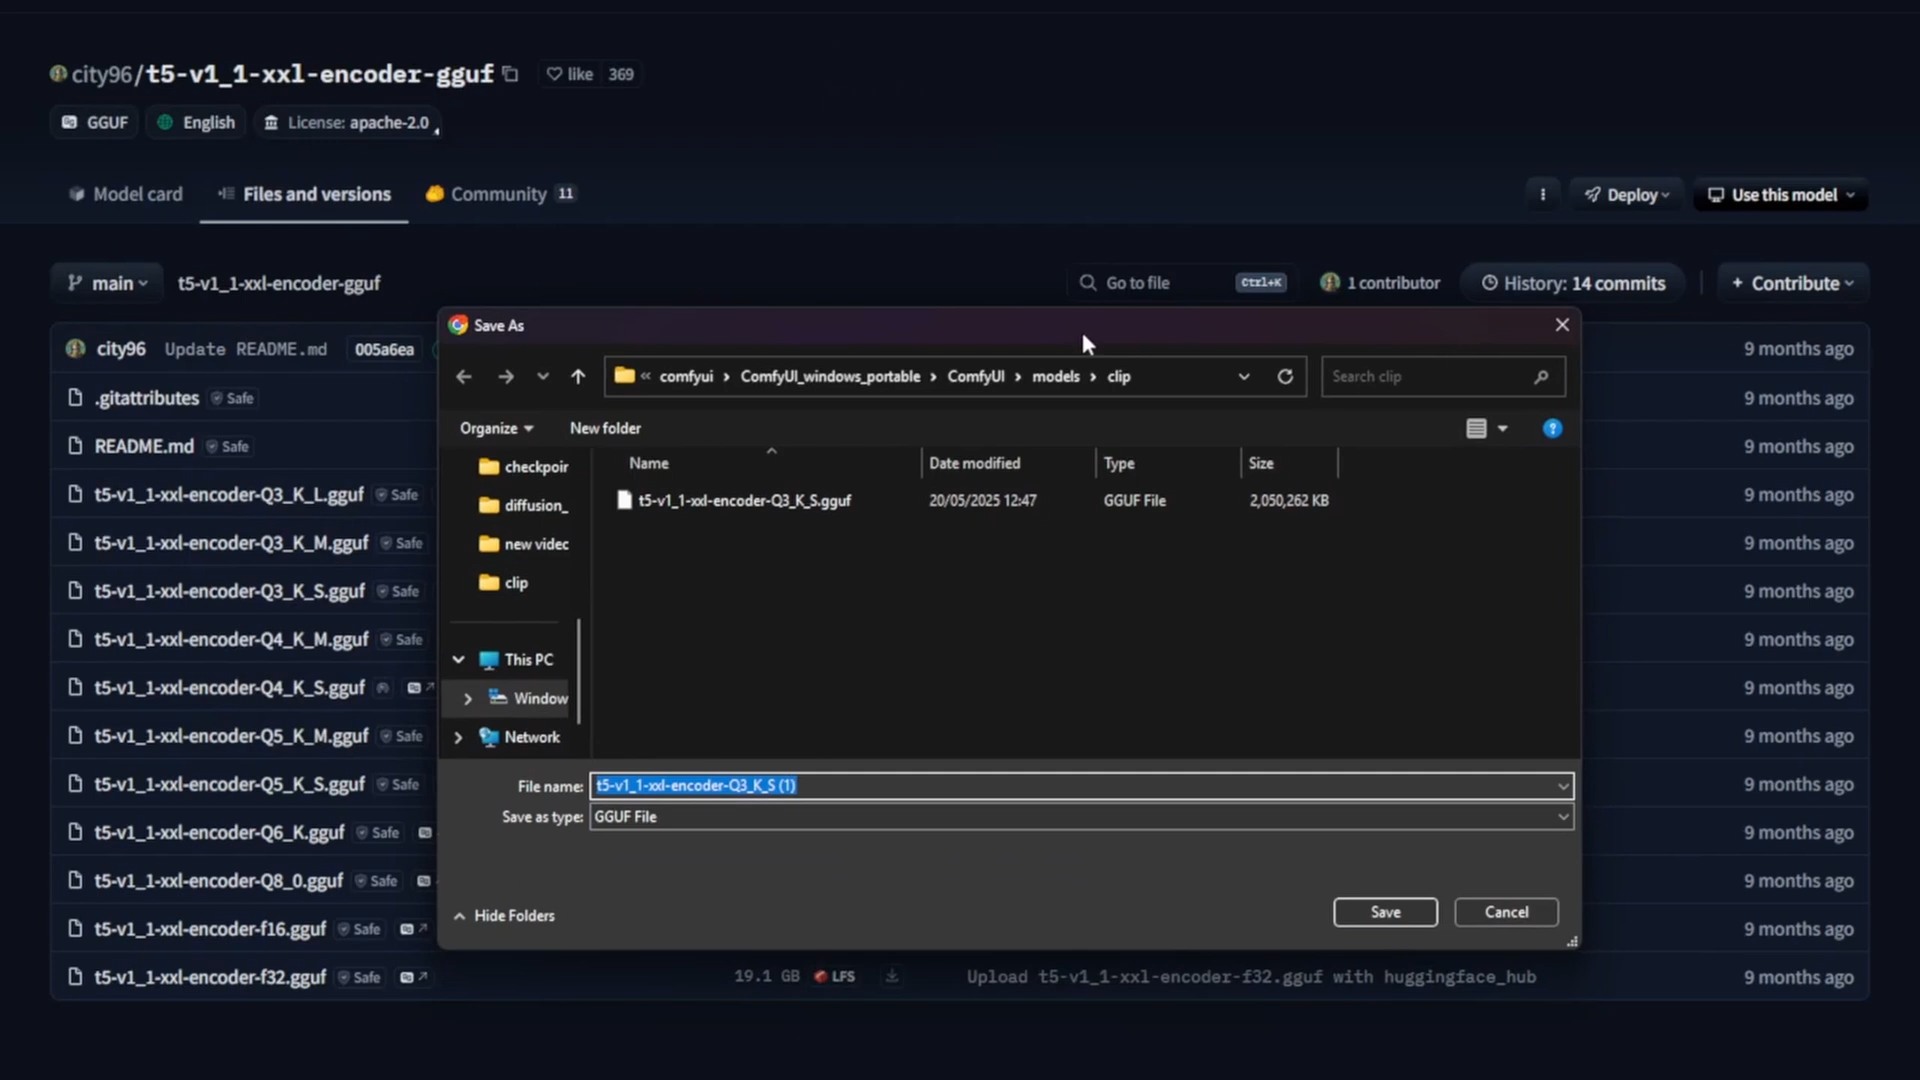 city96/t5-v1_1-xxl-encoder-gguf like 369
GGUF English License: apache-2.0
Model card Files and versions Community 11 Deploy Use this model
main t5-v1_1-xxl-encoder-gguf Go to file Ctrl+K 1 contributor History: 14 commits + Contribute
city96 Update README.md 005a6ea 9 months ago
.gitattributes Safe 9 months ago
README.md Safe 9 months ago
t5-v1_1-xxl-encoder-Q3_K_L.gguf Safe 9 months ago
t5-v1_1-xxl-encoder-Q3_K_M.gguf Safe 9 months ago
t5-v1_1-xxl-encoder-Q3_K_S.gguf Safe 9 months ago
t5-v1_1-xxl-encoder-Q4_K_M.gguf Safe 9 months ago
t5-v1_1-xxl-encoder-Q4_K_S.gguf 9 months ago
t5-v1_1-xxl-encoder-Q5_K_M.gguf Safe 9 months ago
t5-v1_1-xxl-encoder-Q5_K_S.gguf Safe 9 months ago
t5-v1_1-xxl-encoder-Q6_K.gguf Safe 9 months ago
t5-v1_1-xxl-encoder-Q8_0.gguf Safe 9 months ago
t5-v1_1-xxl-encoder-f16.gguf Safe 9 months ago
t5-v1_1-xxl-encoder-f32.gguf Safe 19.1 GB LFS Upload t5-v1_1-xxl-encoder-f32.gguf with huggingface_hub 9 months ago
Save As
« comfyui › ComfyUI_windows_portable › ComfyUI › models › clip Search clip
Organize New folder
checkpoir
diffusion_
new videc
clip
This PC
Window
Network
Name Date modified Type Size
t5-v1_1-xxl-encoder-Q3_K_S.gguf 20/05/2025 12:47 GGUF File 2,050,262 KB
File name: t5-v1_1-xxl-encoder-Q3_K_S (1)
Save as type: GGUF File
Hide Folders Save Cancel